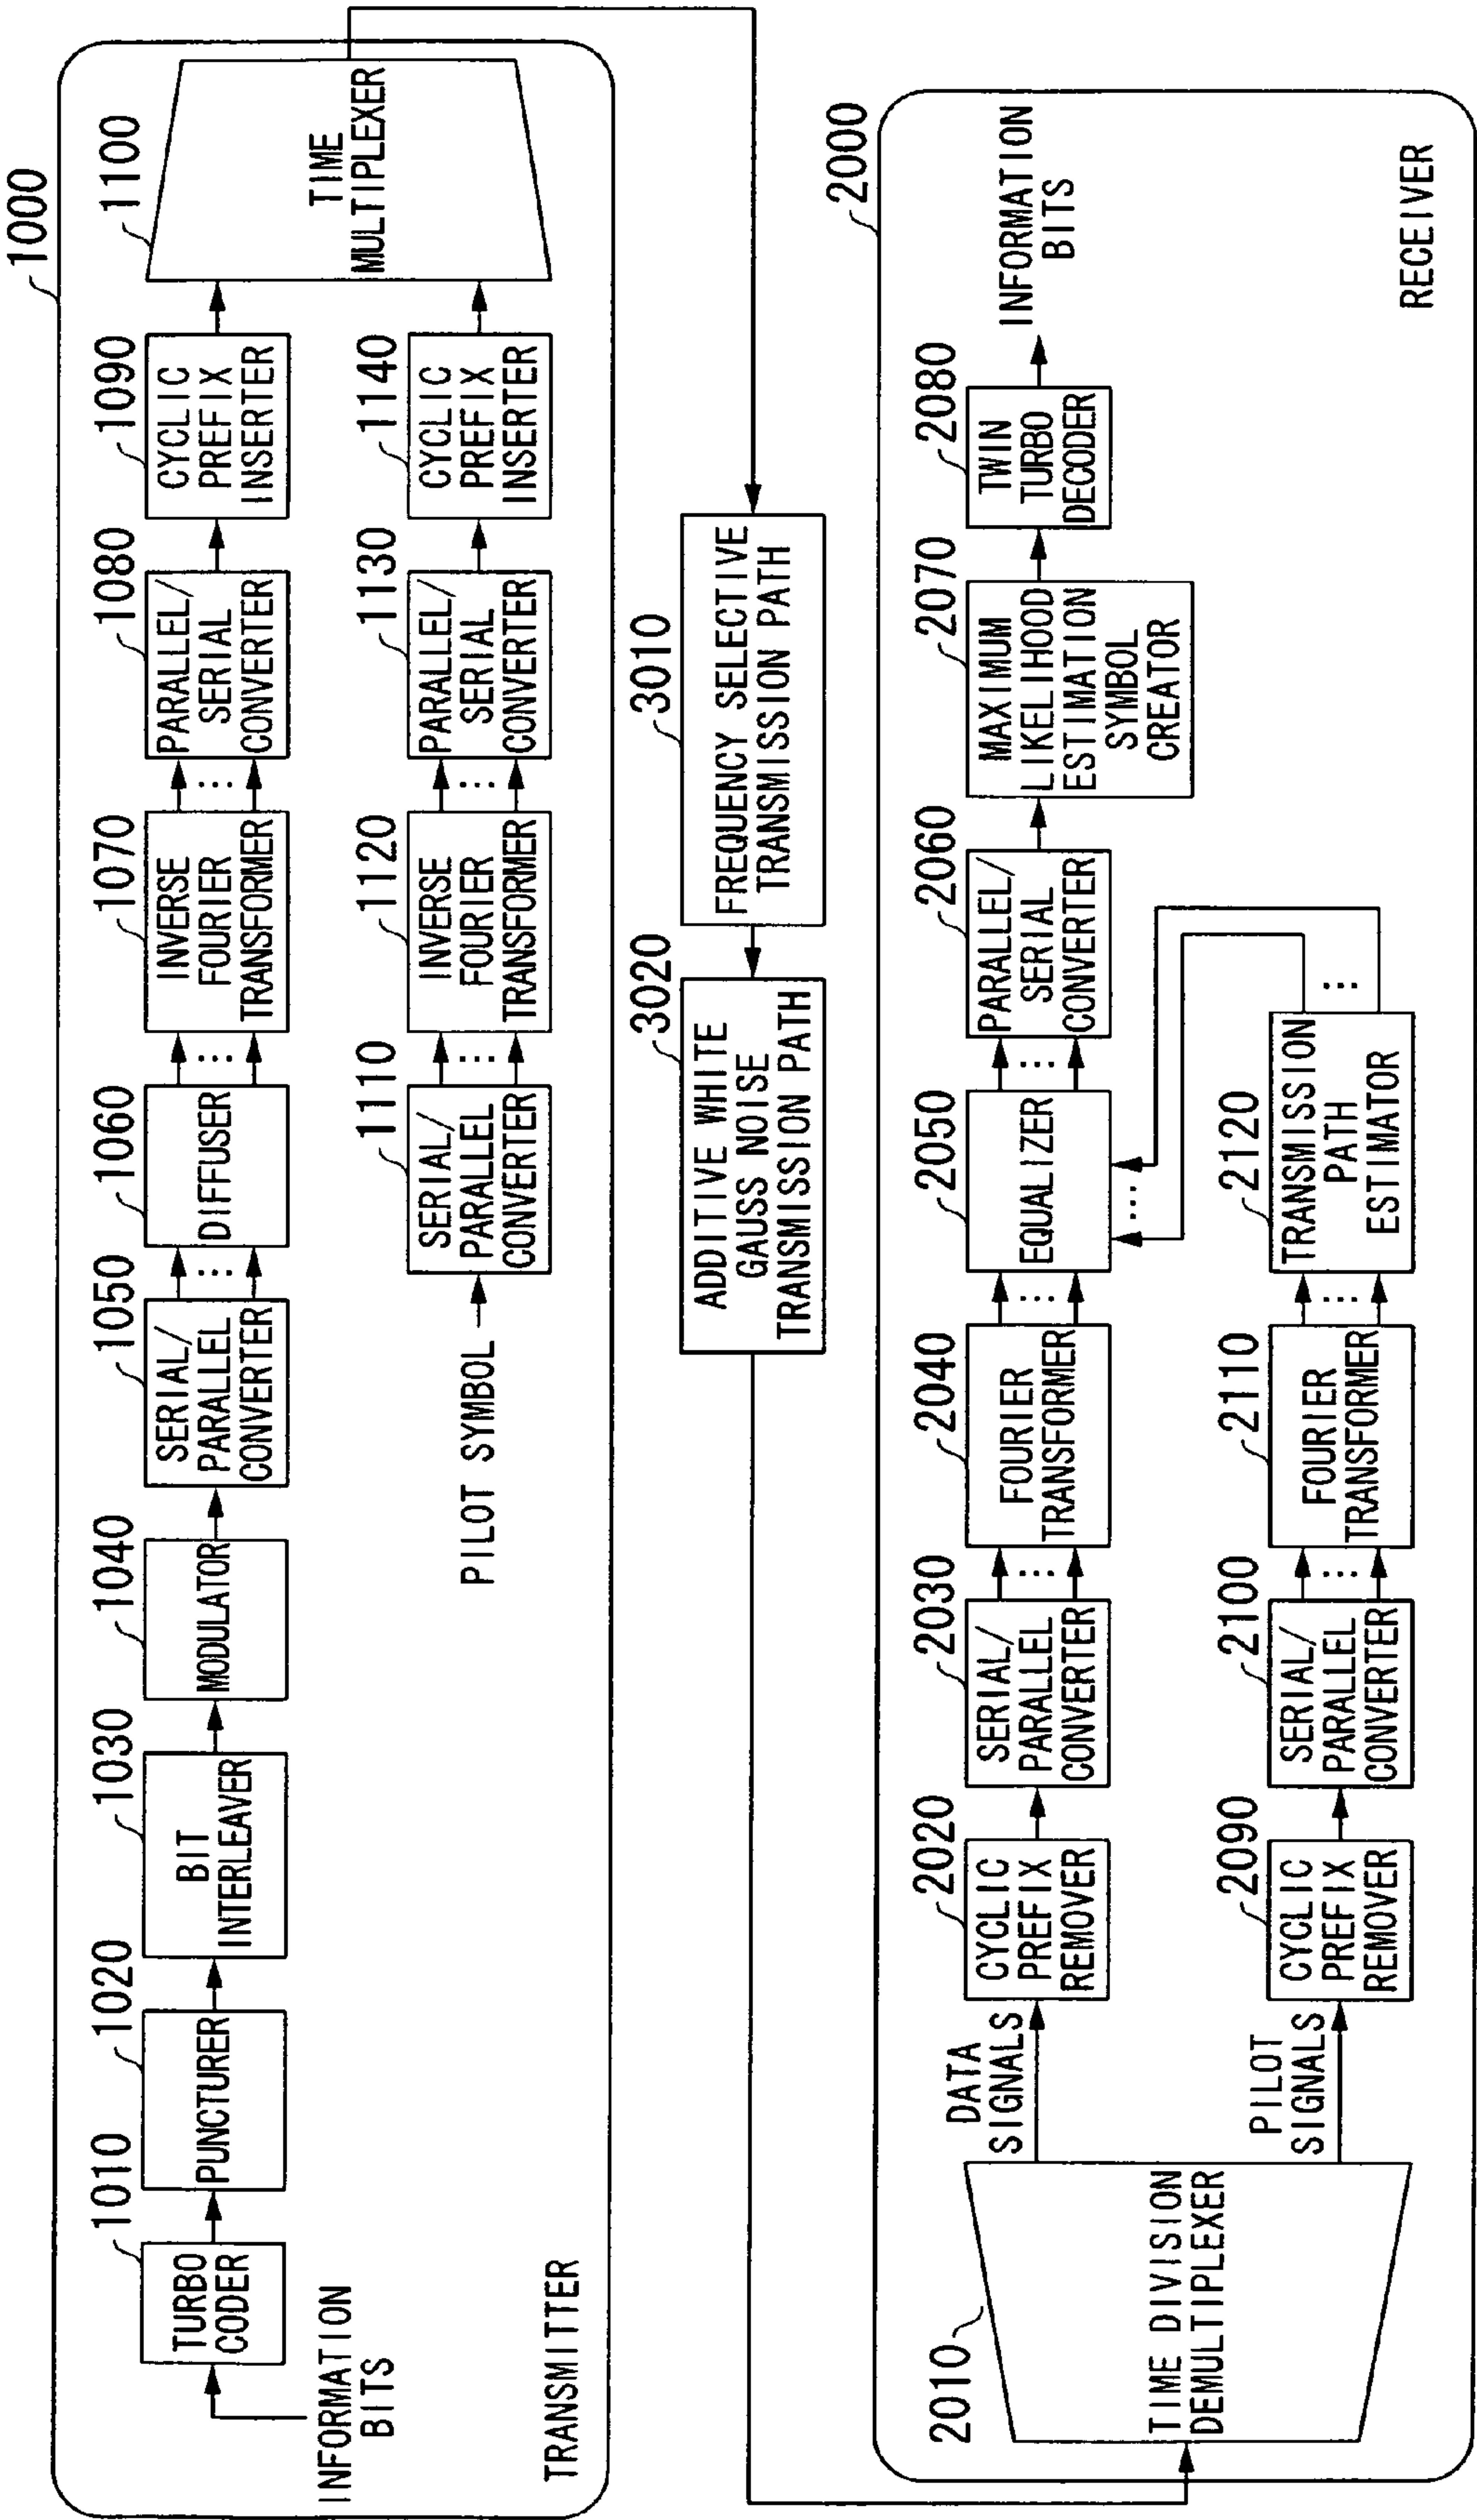 1000
1010
TURBO
CODER
1020
PUNCTURER
1030
BIT
INTERLEAVER
1040
MODULATOR
1050
SERIAL/
PARALLEL
CONVERTER
1060
DIFFUSER
1070
INVERSE
FOURIER
TRANSFORMER
1080
PARALLEL/
SERIAL
CONVERTER
1090
CYCLIC
PREFIX
INSERTER
1100
TIME
MULTIPLEXER
INFORMATION
BITS
PILOT SYMBOL
1110
SERIAL/
PARALLEL
CONVERTER
1120
INVERSE
FOURIER
TRANSFORMER
1130
PARALLEL/
SERIAL
CONVERTER
1140
CYCLIC
PREFIX
INSERTER
TRANSMITTER
3020
ADDITIVE WHITE
GAUSS NOISE
TRANSMISSION PATH
3010
FREQUENCY SELECTIVE
TRANSMISSION PATH
2000
2010
TIME DIVISION
DEMULTIPLEXER
DATA
SIGNALS
2020
CYCLIC
PREFIX
REMOVER
2030
SERIAL/
PARALLEL
CONVERTER
2040
FOURIER
TRANSFORMER
2050
EQUALIZER
2060
PARALLEL/
SERIAL
CONVERTER
2070
MAXIMUM
LIKELIHOOD
ESTIMATION
SYMBOL
CREATOR
2080
TWIN
TURBO
DECODER
INFORMATION
BITS
PILOT
SIGNALS
2090
CYCLIC
PREFIX
REMOVER
2100
SERIAL/
PARALLEL
CONVERTER
2110
FOURIER
TRANSFORMER
2120
TRANSMISSION
PATH
ESTIMATOR
RECEIVER